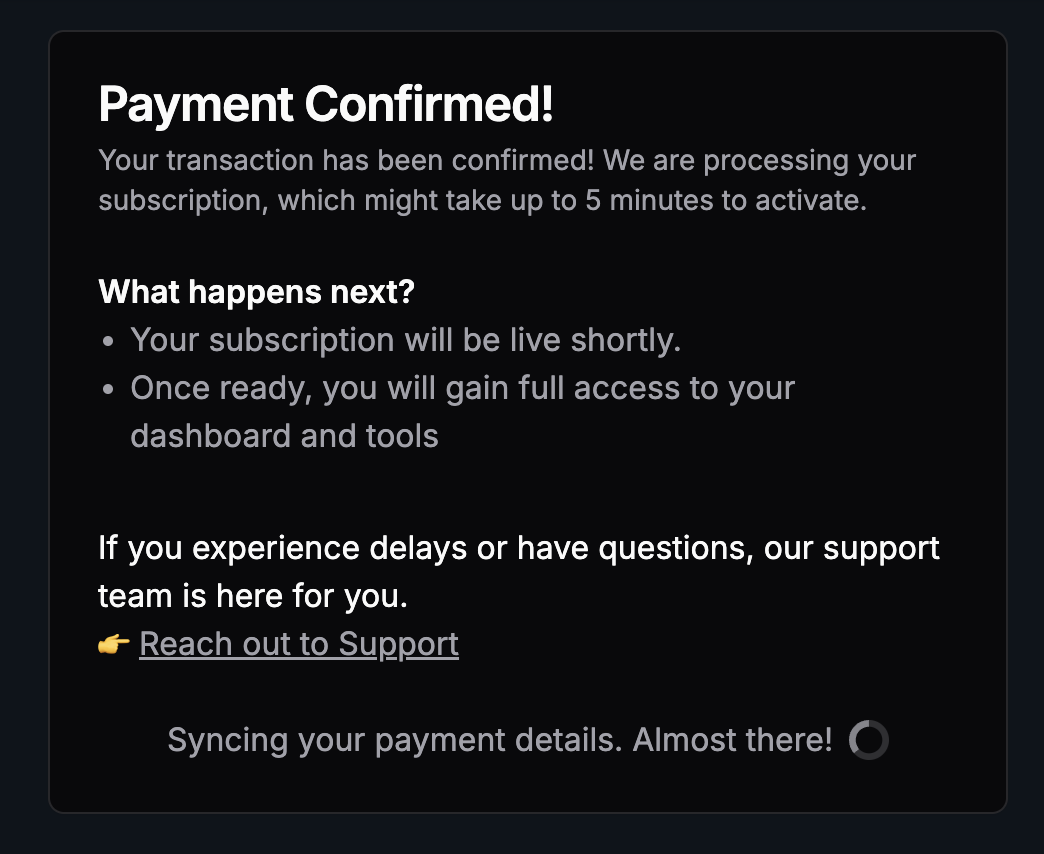 Payment Confirmed!
Your transaction has been confirmed! We are processing your
subscription, which might take up to 5 minutes to activate.
What happens next?
• Your subscription will be live shortly.
• Once ready, you will gain full access to your
dashboard and tools
If you experience delays or have questions, our support
team is here for you.
👉 Reach out to Support
Syncing your payment details. Almost there!